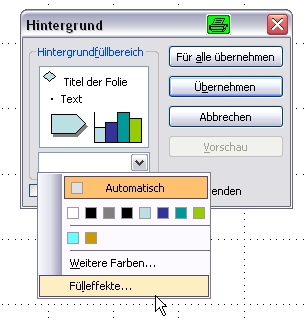 Hintergrund
Hintergrundfüllbereich
Titel der Folie
• Text
Für alle übernehmen
Übernehmen
Abbrechen
Vorschau
Automatisch
enden
Weitere Farben...
Fülleffekte...